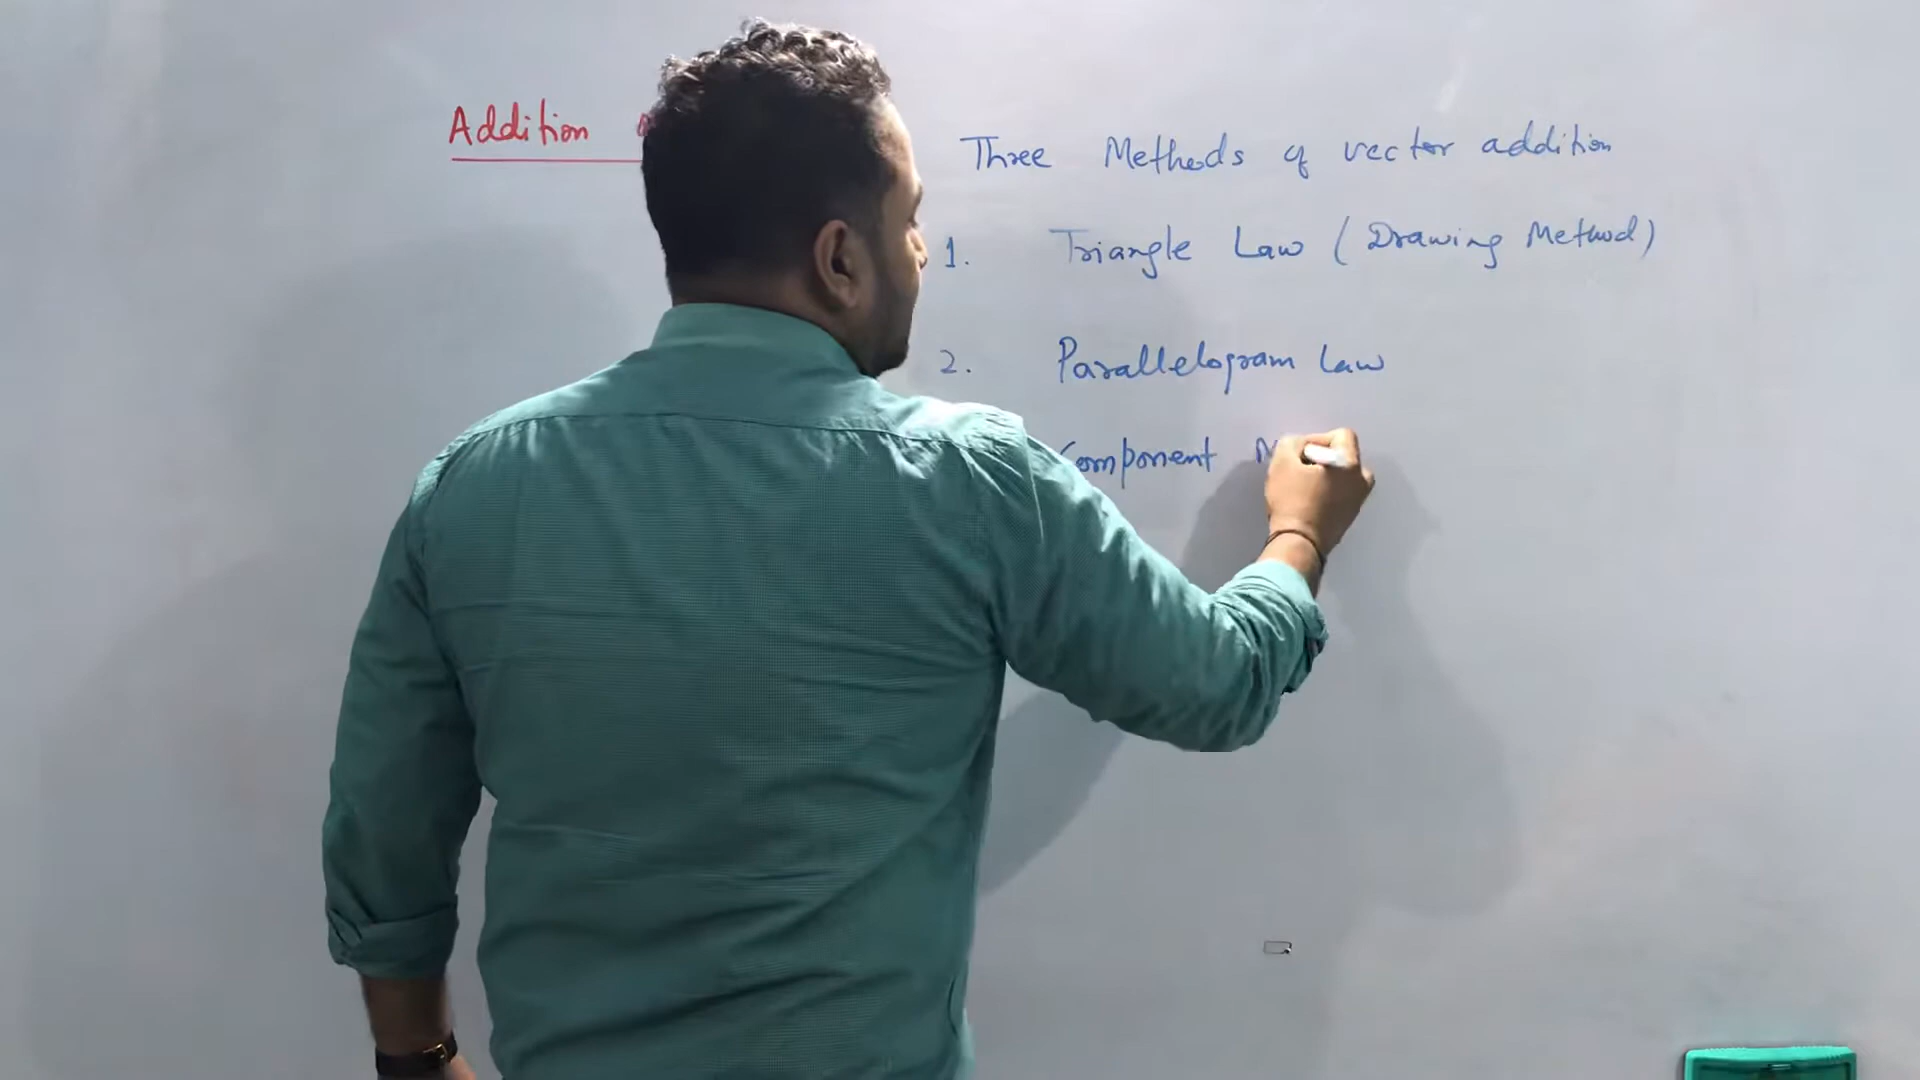 Addition
Three Methods of vector addition
1. Triangle Law (Drawing Method)
2. Parallelogram Law
Component